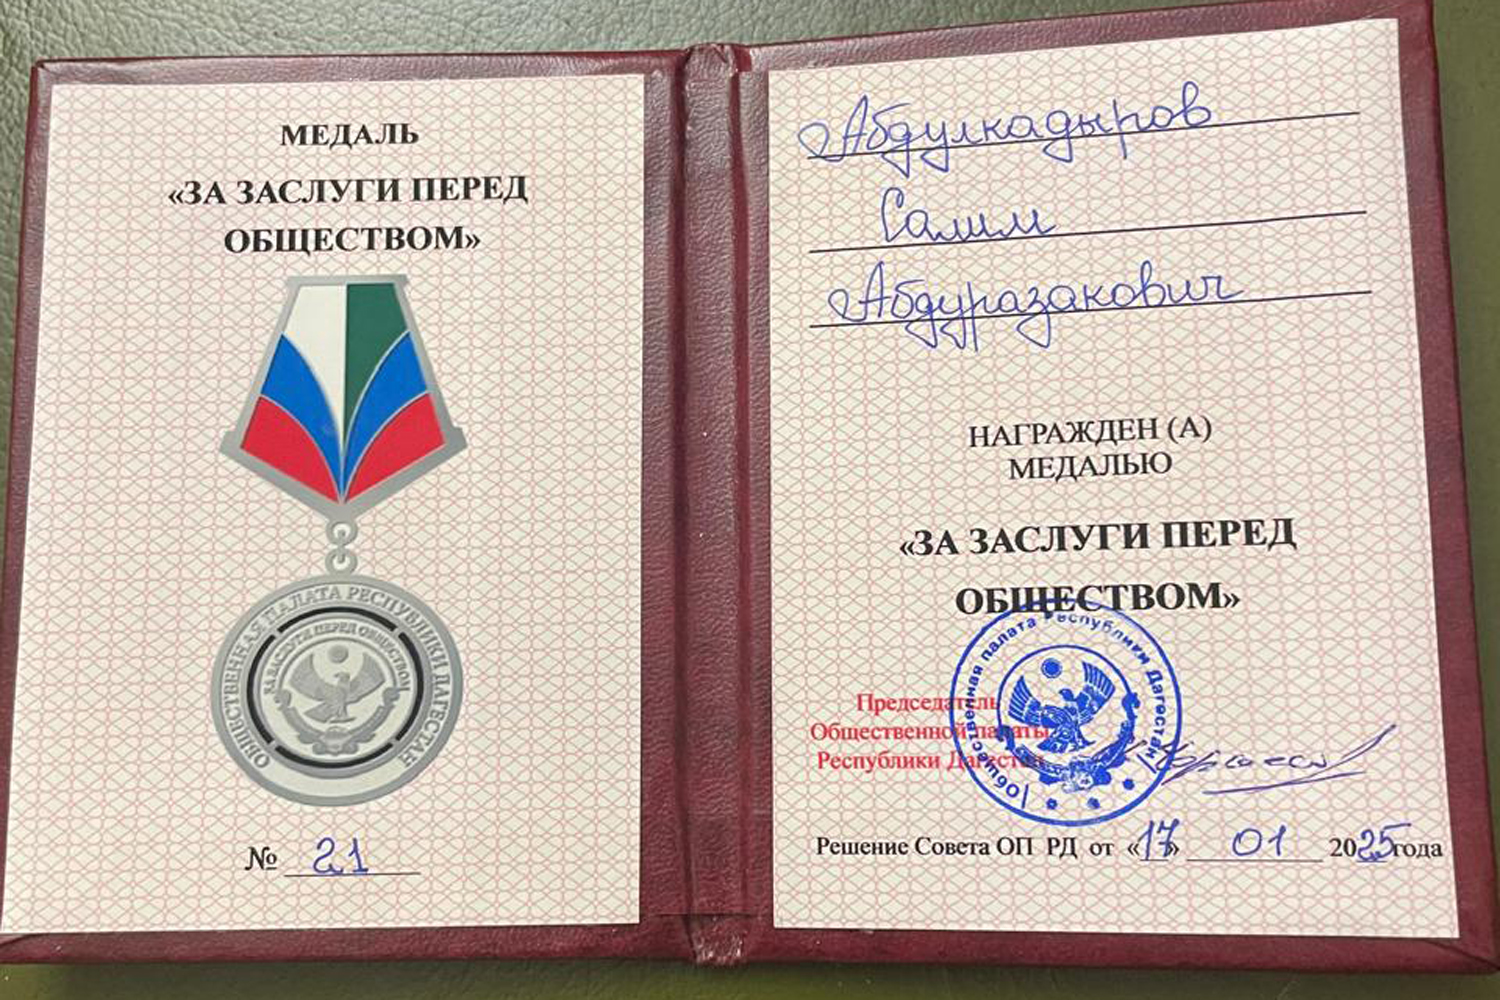 МЕДАЛЬ
«ЗА ЗАСЛУГИ ПЕРЕД
ОБЩЕСТВОМ»
ОБЩЕСТВЕННАЯ ПАЛАТА РЕСПУБЛИКИ ДАГЕСТАН
ЗА ЗАСЛУГИ ПЕРЕД ОБЩЕСТВОМ
№ 21
Абдулкадыров
Салим
Абдуразакович
НАГРАЖДЕН (А)
МЕДАЛЬЮ
«ЗА ЗАСЛУГИ ПЕРЕД
ОБЩЕСТВОМ»
Общественная палата Республики Дагестан
Председатель
Общественной палаты
Республики Дагестан
Решение Совета ОП РД от «17» 01 2025 года